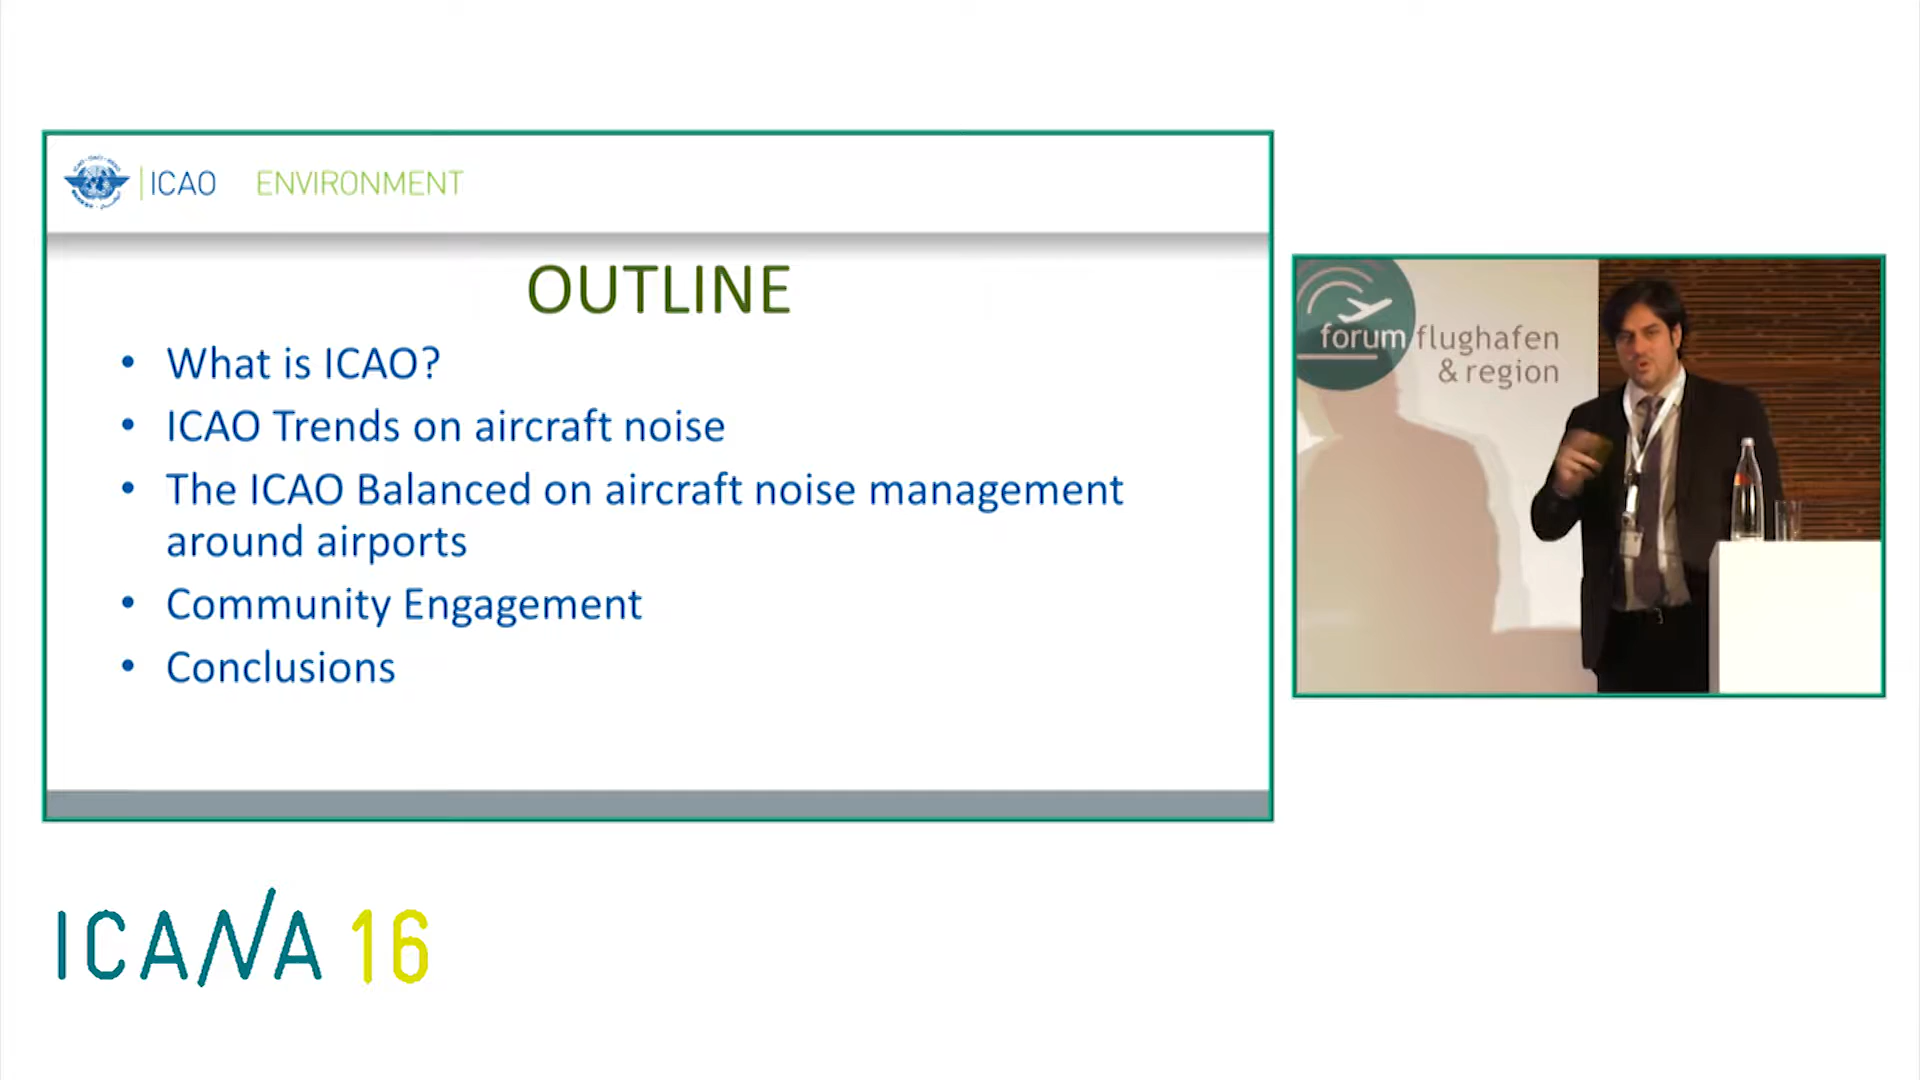 ICAO ENVIRONMENT
OUTLINE
• What is ICAO?
• ICAO Trends on aircraft noise
• The ICAO Balanced on aircraft noise management
around airports
• Community Engagement
• Conclusions
forum flughafen
& region
ICANA 16